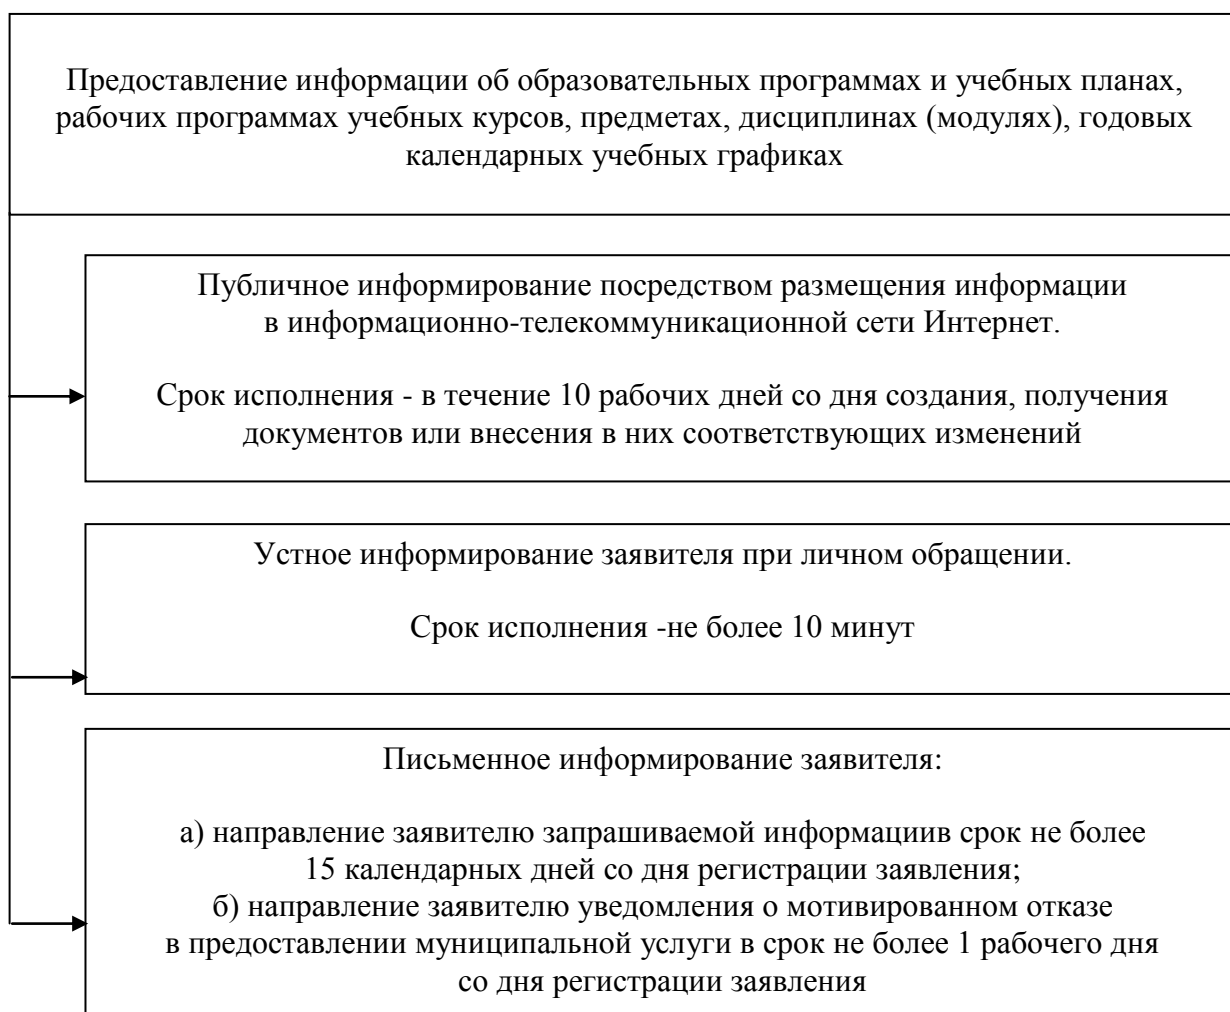 Предоставление информации об образовательных программах и учебных планах,
рабочих программах учебных курсов, предметах, дисциплинах (модулях), годовых
календарных учебных графиках
Публичное информирование посредством размещения информации
в информационно-телекоммуникационной сети Интернет.
Срок исполнения - в течение 10 рабочих дней со дня создания, получения
документов или внесения в них соответствующих изменений
Устное информирование заявителя при личном обращении.
Срок исполнения -не более 10 минут
Письменное информирование заявителя:
а) направление заявителю запрашиваемой информациив срок не более
15 календарных дней со дня регистрации заявления;
б) направление заявителю уведомления о мотивированном отказе
в предоставлении муниципальной услуги в срок не более 1 рабочего дня
со дня регистрации заявления